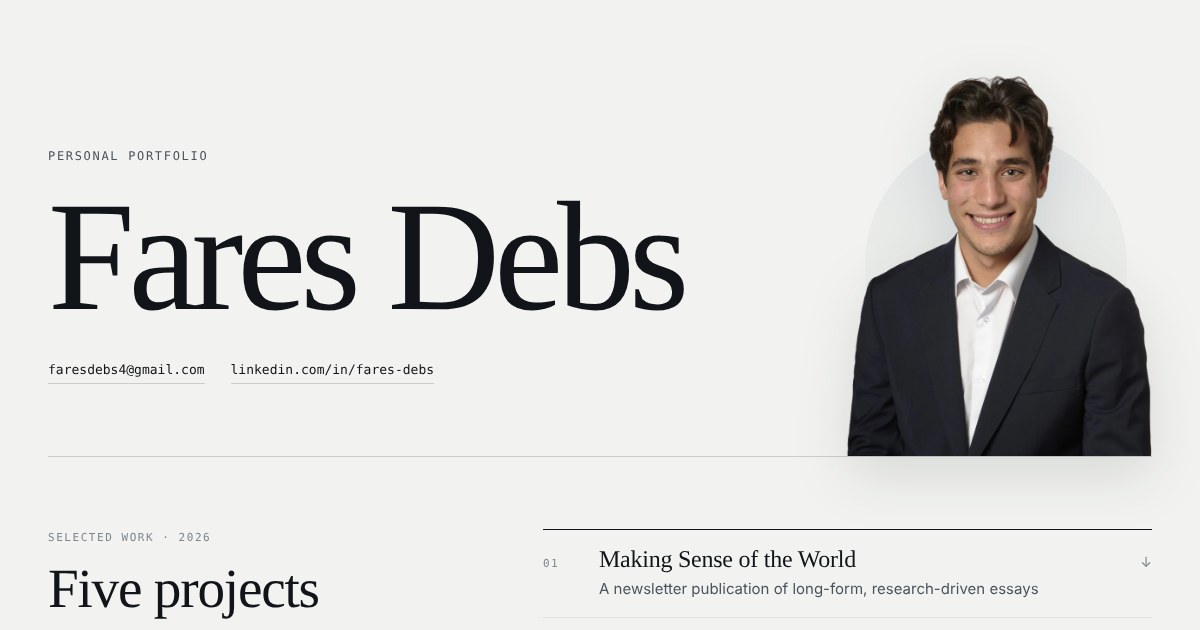 PERSONAL PORTFOLIO
Fares Debs
faresdebs4@gmail.com linkedin.com/in/fares-debs
SELECTED WORK · 2026
Five projects
01 Making Sense of the World ↓
A newsletter publication of long-form, research-driven essays